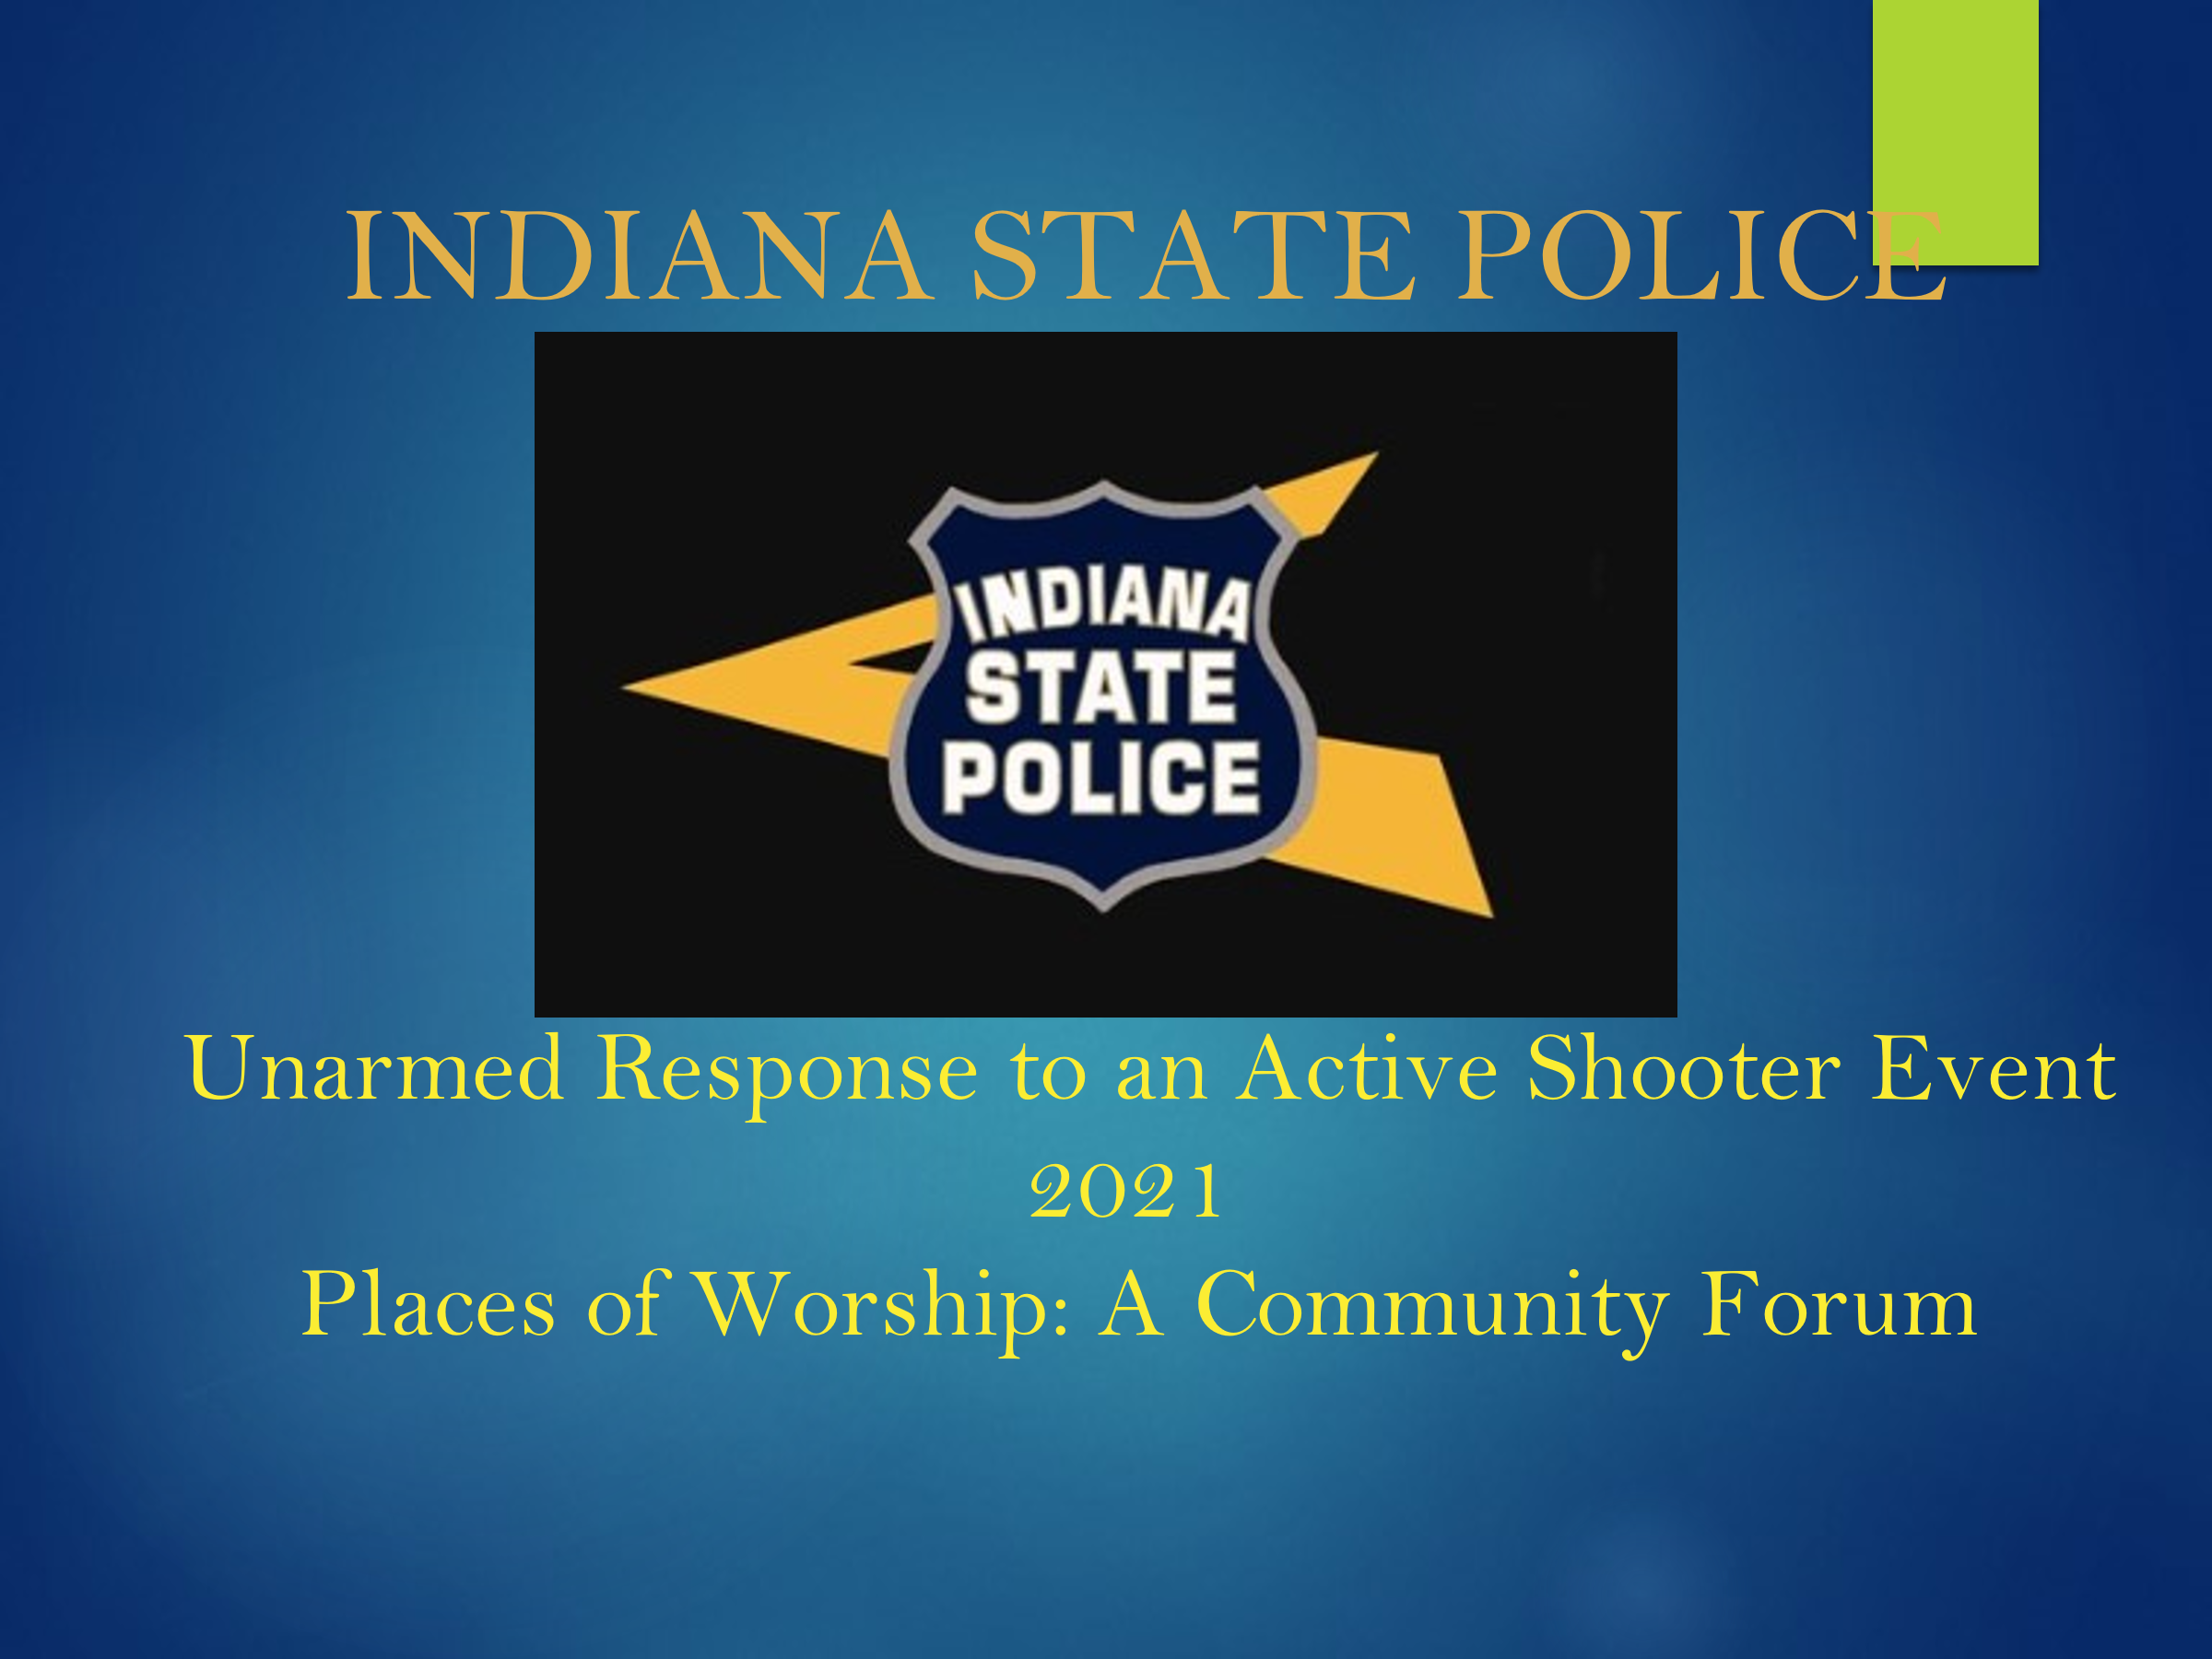 INDIANA STATE POLICE
INDIANA
STATE
POLICE
Unarmed Response to an Active Shooter Event
2021
Places of Worship: A Community Forum